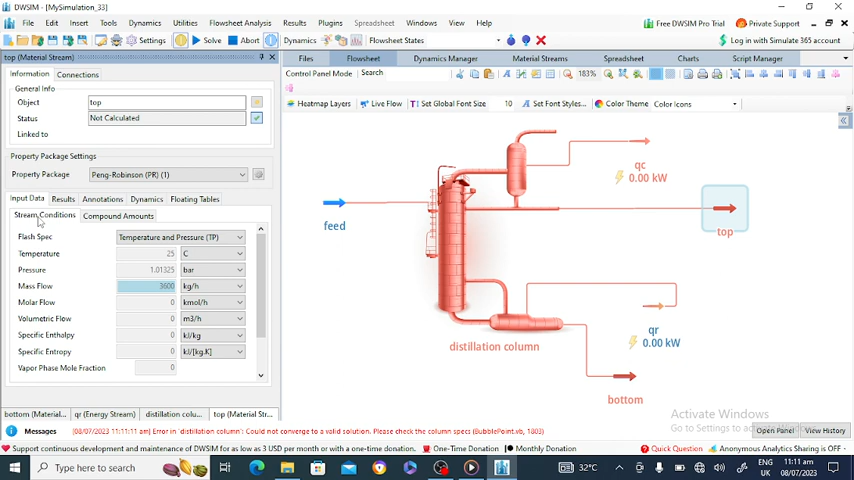 DWSIM - [MySimulation_33]
File Edit Tools Dynamics Utilities Flowsheet Analysis Results Plugins Spreadsheet Windows View Help Free DWSIM Pro Trial Private Support
Settings Solve Abort Dynamics Flowsheet States Log in with Simulate 365 account
top (Material Stream)
Files Flowsheet Dynamics Manager Material Streams Spreadsheet Charts Script Manager
Information Connections
Control Panel Mode Search 183%
General Info
Object top
Status Not Calculated
Linked to
Heatmap Layers Live Flow Set Global Font Size 10 Set Font Styles... Color Theme Color Icons
Property Package Settings
Property Package Peng-Robinson (PR) (1)
Input Data Results Annotations Dynamics Floating Tables
Stream Conditions Compound Amounts
Flash Spec Temperature and Pressure (TP)
Temperature 25 C
Pressure 1.01325 bar
Mass Flow 3600 kg/h
Molar Flow 0 kmol/h
Volumetric Flow 0 m3/h
Specific Enthalpy 0 kJ/kg
Specific Entropy 0 kJ/[kg.K]
Vapor Phase Mole Fraction 0
qc
0.00 kW
feed
top
qr
0.00 kW
distillation column
bottom
bottom (Material... qr (Energy Stream) distillation colu... top (Material Str...
Activate Windows
Go to Settings to activate Windows.
Messages [08/07/2023 11:11:11 am] Error in 'distillation column': Could not converge to a valid solution. Please check the column specs (BubblePoint.vb, 1803)
Open Panel View History
Support continuous development and maintenance of DWSIM for as low as 3 USD per month or with a one-time donation. One-Time Donation Monthly Donation Quick Question Anonymous Analytics Sharing is OFF
Type here to search 32°C ENG UK 11:11 am 08/07/2023